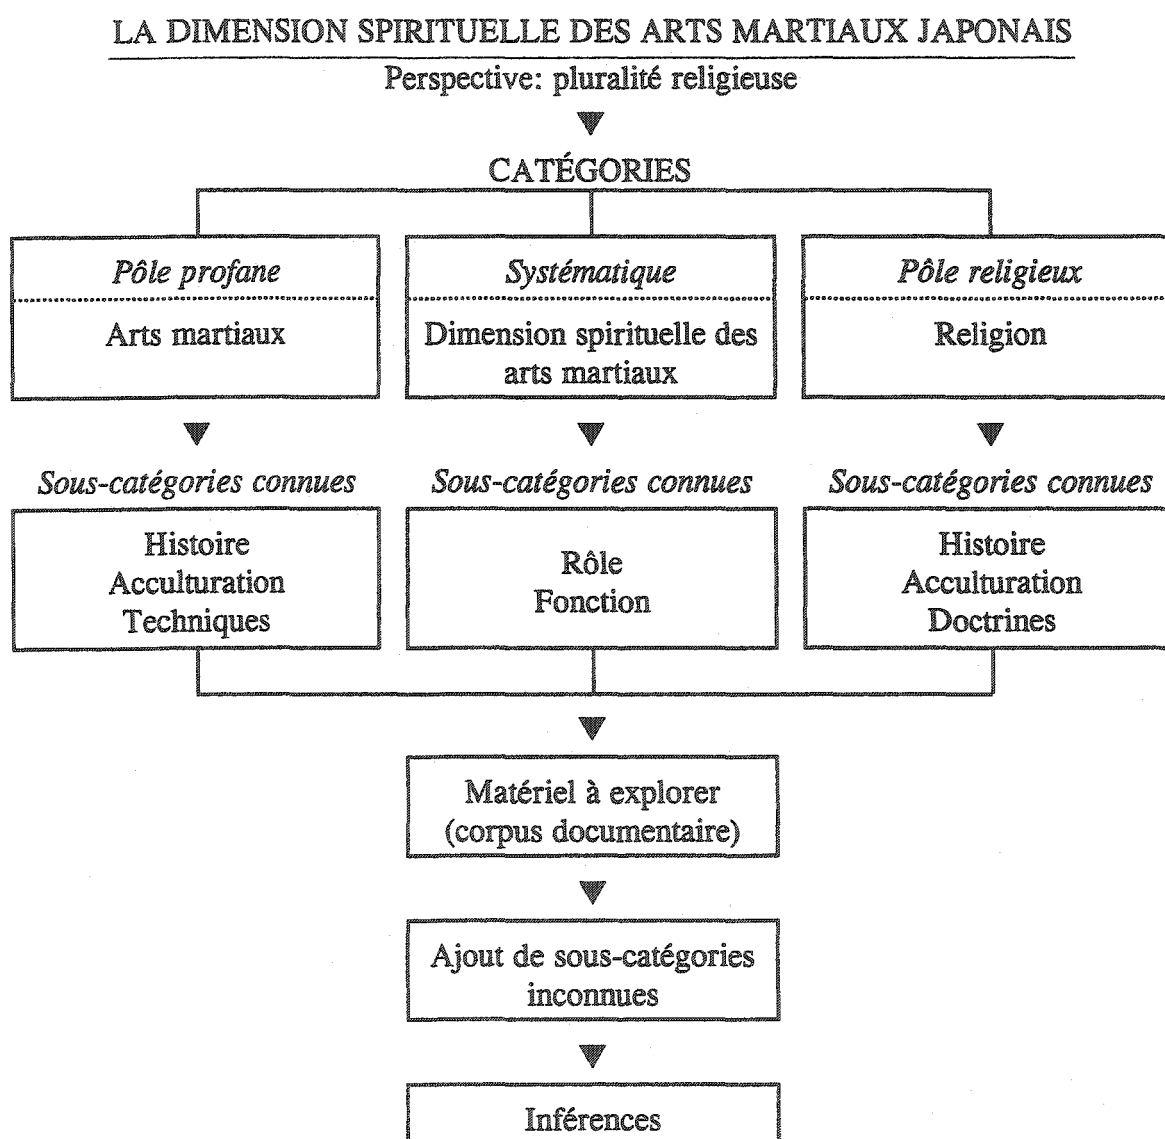 LA DIMENSION SPIRITUELLE DES ARTS MARTIAUX JAPONAIS
Perspective: pluralité religieuse
CATÉGORIES
Pôle profane
Arts martiaux
Systématique
Dimension spirituelle des
arts martiaux
Pôle religieux
Religion
Sous-catégories connues
Histoire
Acculturation
Techniques
Sous-catégories connues
Rôle
Fonction
Sous-catégories connues
Histoire
Acculturation
Doctrines
Matériel à explorer
(corpus documentaire)
Ajout de sous-catégories
inconnues
Inférences